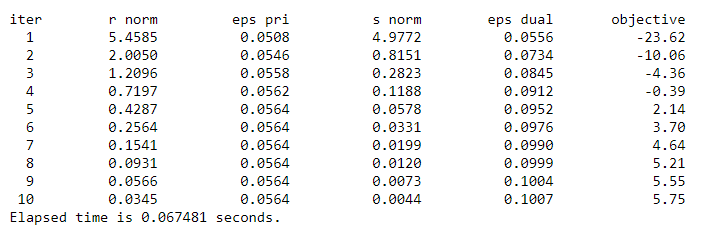 iter r norm eps pri s norm eps dual objective
1 5.4585 0.0508 4.9772 0.0556 -23.62
2 2.0050 0.0546 0.8151 0.0734 -10.06
3 1.2096 0.0558 0.2823 0.0845 -4.36
4 0.7197 0.0562 0.1188 0.0912 -0.39
5 0.4287 0.0564 0.0578 0.0952 2.14
6 0.2564 0.0564 0.0331 0.0976 3.70
7 0.1541 0.0564 0.0199 0.0990 4.64
8 0.0931 0.0564 0.0120 0.0999 5.21
9 0.0566 0.0564 0.0073 0.1004 5.55
10 0.0345 0.0564 0.0044 0.1007 5.75
Elapsed time is 0.067481 seconds.